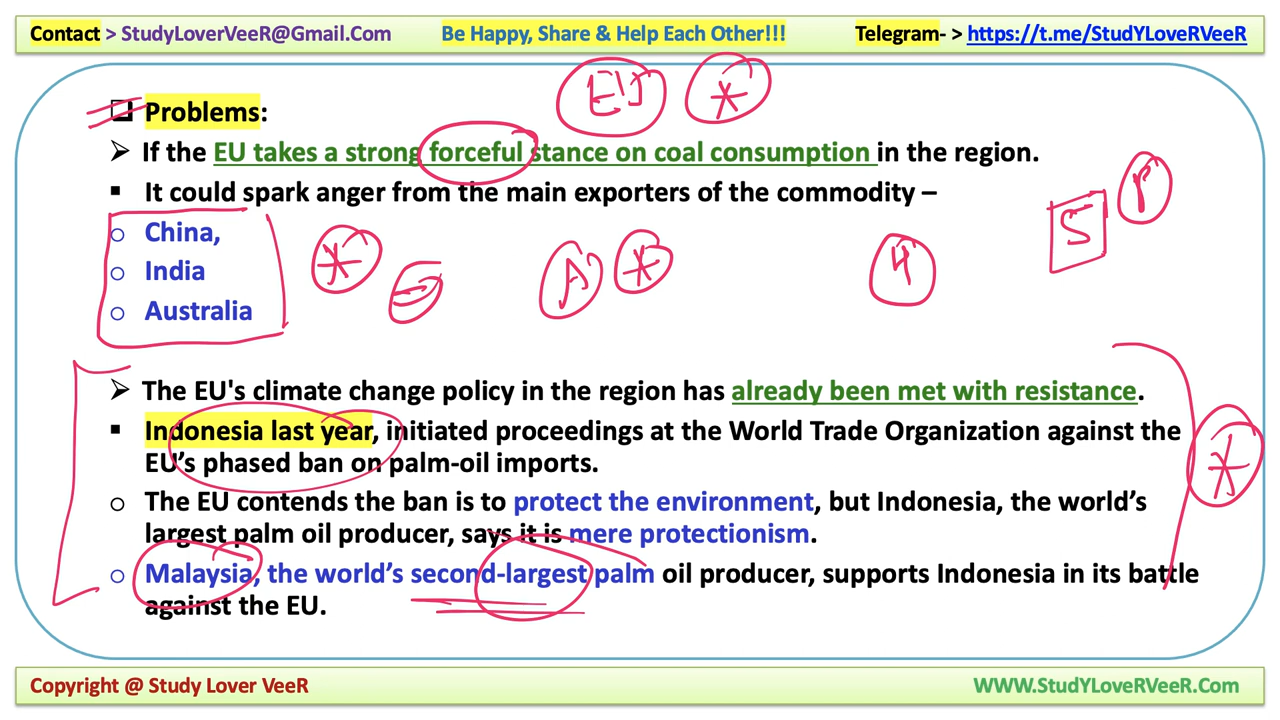 Contact > StudyLoverVeeR@Gmail.Com Be Happy, Share & Help Each Other!!! Telegram- > https://t.me/StudYLoverVeeR
EU *
❑ Problems:
➢ If the EU takes a strong forceful stance on coal consumption in the region.
▪ It could spark anger from the main exporters of the commodity –
P
S
o China,
* A * 4
o India
o Australia
➢ The EU's climate change policy in the region has already been met with resistance.
▪ Indonesia last year, initiated proceedings at the World Trade Organization against the
EU’s phased ban on palm-oil imports.
*
o The EU contends the ban is to protect the environment, but Indonesia, the world’s
largest palm oil producer, says it is mere protectionism.
o Malaysia, the world’s second-largest palm oil producer, supports Indonesia in its battle
against the EU.
Copyright @ Study Lover VeeR WWW.StudYLoveRVeeR.Com